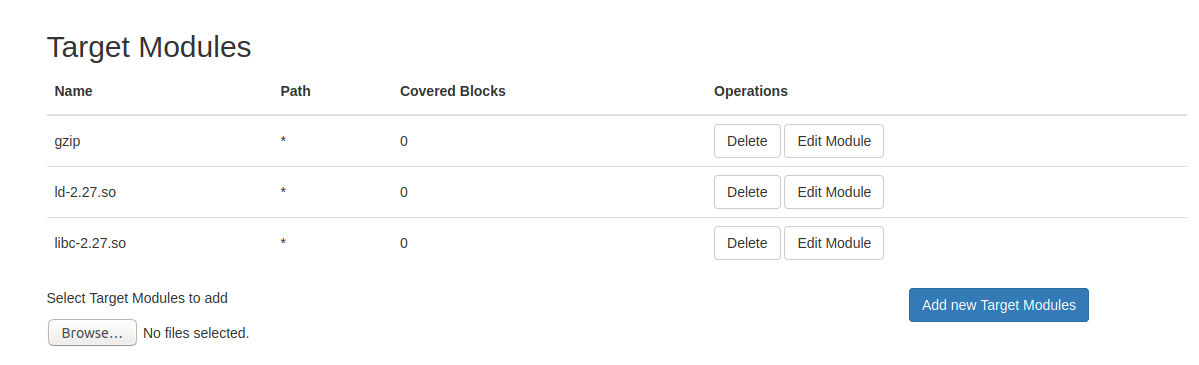 Target Modules
Name Path Covered Blocks Operations
gzip * 0 Delete Edit Module
ld-2.27.so * 0 Delete Edit Module
libc-2.27.so * 0 Delete Edit Module
Select Target Modules to add
Add new Target Modules
Browse... No files selected.